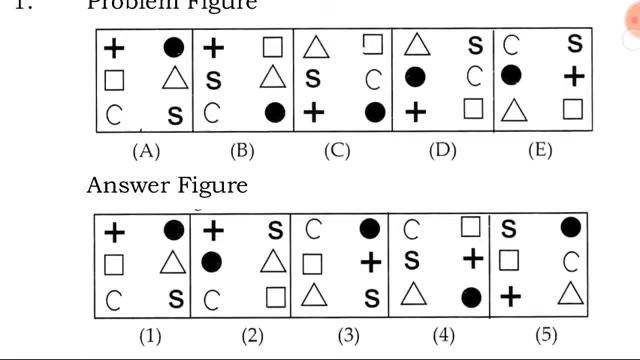 1. Problem Figure
+ ● + □ △ □ △ S C S
□ △ S △ S C ● C ● +
C S C ● + ● + □ △ □
(A) (B) (C) (D) (E)
Answer Figure
+ ● + S C ● C □ S ●
□ △ ● △ □ + S + □ C
C S C □ △ S △ ● + △
(1) (2) (3) (4) (5)